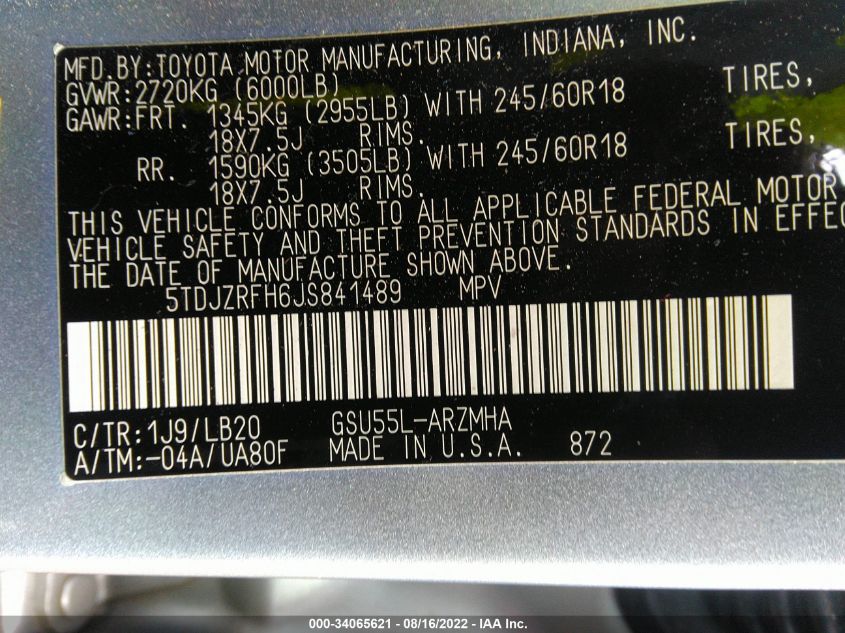 MFD.BY:TOYOTA MOTOR MANUFACTURING, INDIANA, INC.
GVWR:2720KG (6000LB)
GAWR:FRT. 1345KG (2955LB) WITH 245/60R18 TIRES,
18X7.5J RIMS.
RR. 1590KG (3505LB) WITH 245/60R18 TIRES,
18X7.5J RIMS.
THIS VEHICLE CONFORMS TO ALL APPLICABLE FEDERAL MOTOR
VEHICLE SAFETY AND THEFT PREVENTION STANDARDS IN EFFEC
THE DATE OF MANUFACTURE SHOWN ABOVE.
5TDJZRFH6JS841489 MPV
C/TR:1J9/LB20 GSU55L-ARZMHA
A/TM:-04A/UA80F MADE IN U.S.A. 872
000-34065621 - 08/16/2022 - IAA Inc.